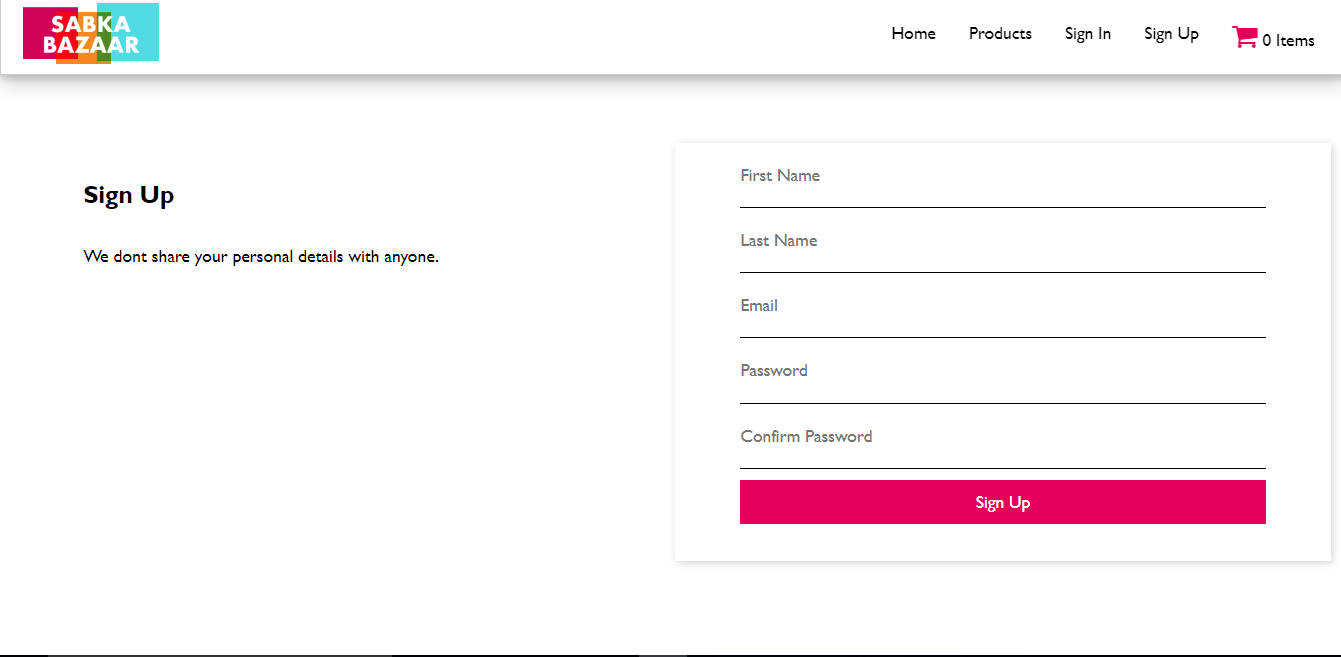 SABKA
BAZAAR
Home Products Sign In Sign Up 0 Items
Sign Up
We dont share your personal details with anyone.
First Name
Last Name
Email
Password
Confirm Password
Sign Up